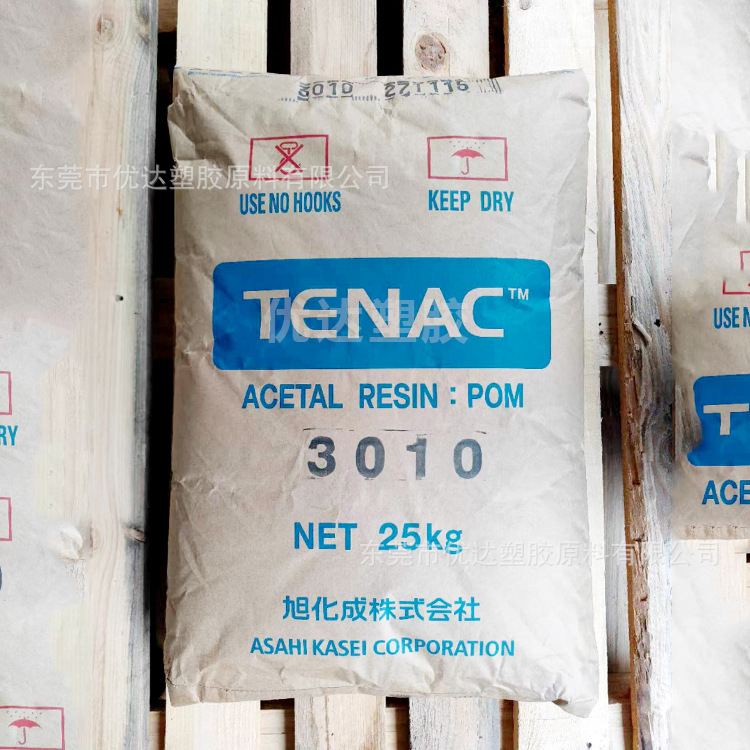 3010 221116
东莞市优达塑胶原料有限公司
USE NO HOOKS
KEEP DRY
TENAC™
优达塑胶
ACETAL RESIN : POM
3010
NET 25kg
东莞市优达塑胶原料有限公司
旭化成株式会社
ASAHI KASEI CORPORATION
RY
USE N
T
ACE